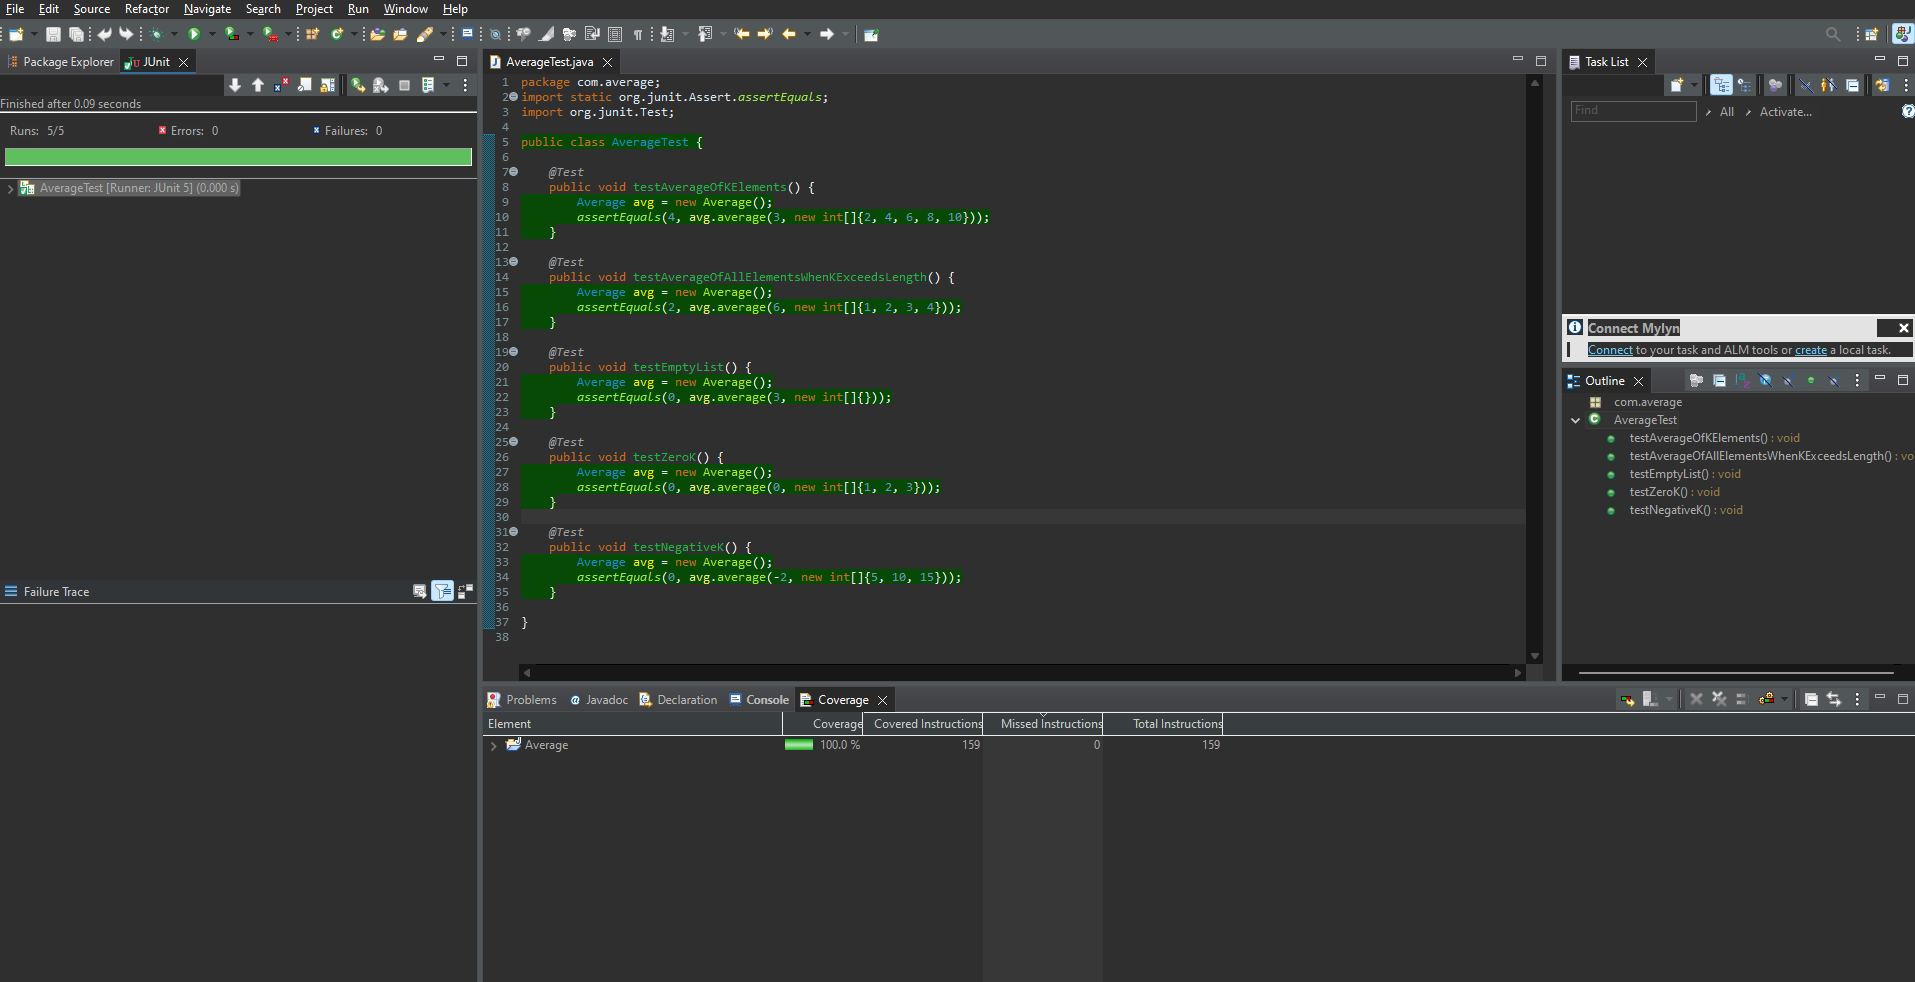 File Edit Source Refactor Navigate Search Project Run Window Help
Package Explorer JUnit
Finished after 0.09 seconds
Runs: 5/5 Errors: 0 Failures: 0
AverageTest [Runner: JUnit 5] (0.000 s)
Failure Trace
AverageTest.java
1 package com.average;
2 import static org.junit.Assert.assertEquals;
3 import org.junit.Test;
4
5 public class AverageTest {
6
7 @Test
8 public void testAverageOfKElements() {
9 Average avg = new Average();
10 assertEquals(4, avg.average(3, new int[]{2, 4, 6, 8, 10}));
11 }
12
13 @Test
14 public void testAverageOfAllElementsWhenKExceedsLength() {
15 Average avg = new Average();
16 assertEquals(2, avg.average(6, new int[]{1, 2, 3, 4}));
17 }
18
19 @Test
20 public void testEmptyList() {
21 Average avg = new Average();
22 assertEquals(0, avg.average(3, new int[]{}));
23 }
24
25 @Test
26 public void testZeroK() {
27 Average avg = new Average();
28 assertEquals(0, avg.average(0, new int[]{1, 2, 3}));
29 }
30
31 @Test
32 public void testNegativeK() {
33 Average avg = new Average();
34 assertEquals(0, avg.average(-2, new int[]{5, 10, 15}));
35 }
36
37 }
38
Problems Javadoc Declaration Console Coverage
Element Coverage Covered Instructions Missed Instructions Total Instructions
Average 100.0 % 159 0 159
Task List
Find All Activate...
Connect Mylyn
Connect to your task and ALM tools or create a local task.
Outline
com.average
AverageTest
testAverageOfKElements() : void
testAverageOfAllElementsWhenKExceedsLength() : vo
testEmptyList() : void
testZeroK() : void
testNegativeK() : void